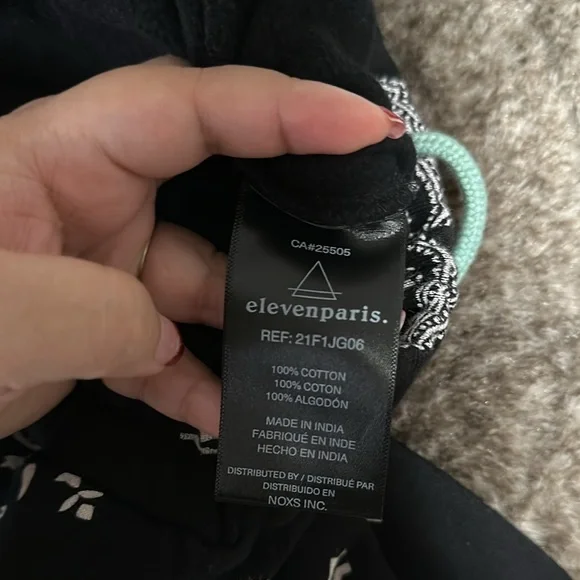 CA#25505
elevenparis.
REF: 21F1JG06
100% COTTON
100% COTON
100% ALGODÓN
MADE IN INDIA
FABRIQUÉ EN INDE
HECHO EN INDIA
DISTRIBUTED BY / DISTRIBUÉ PAR
DISTRIBUIDO EN
NOXS INC.